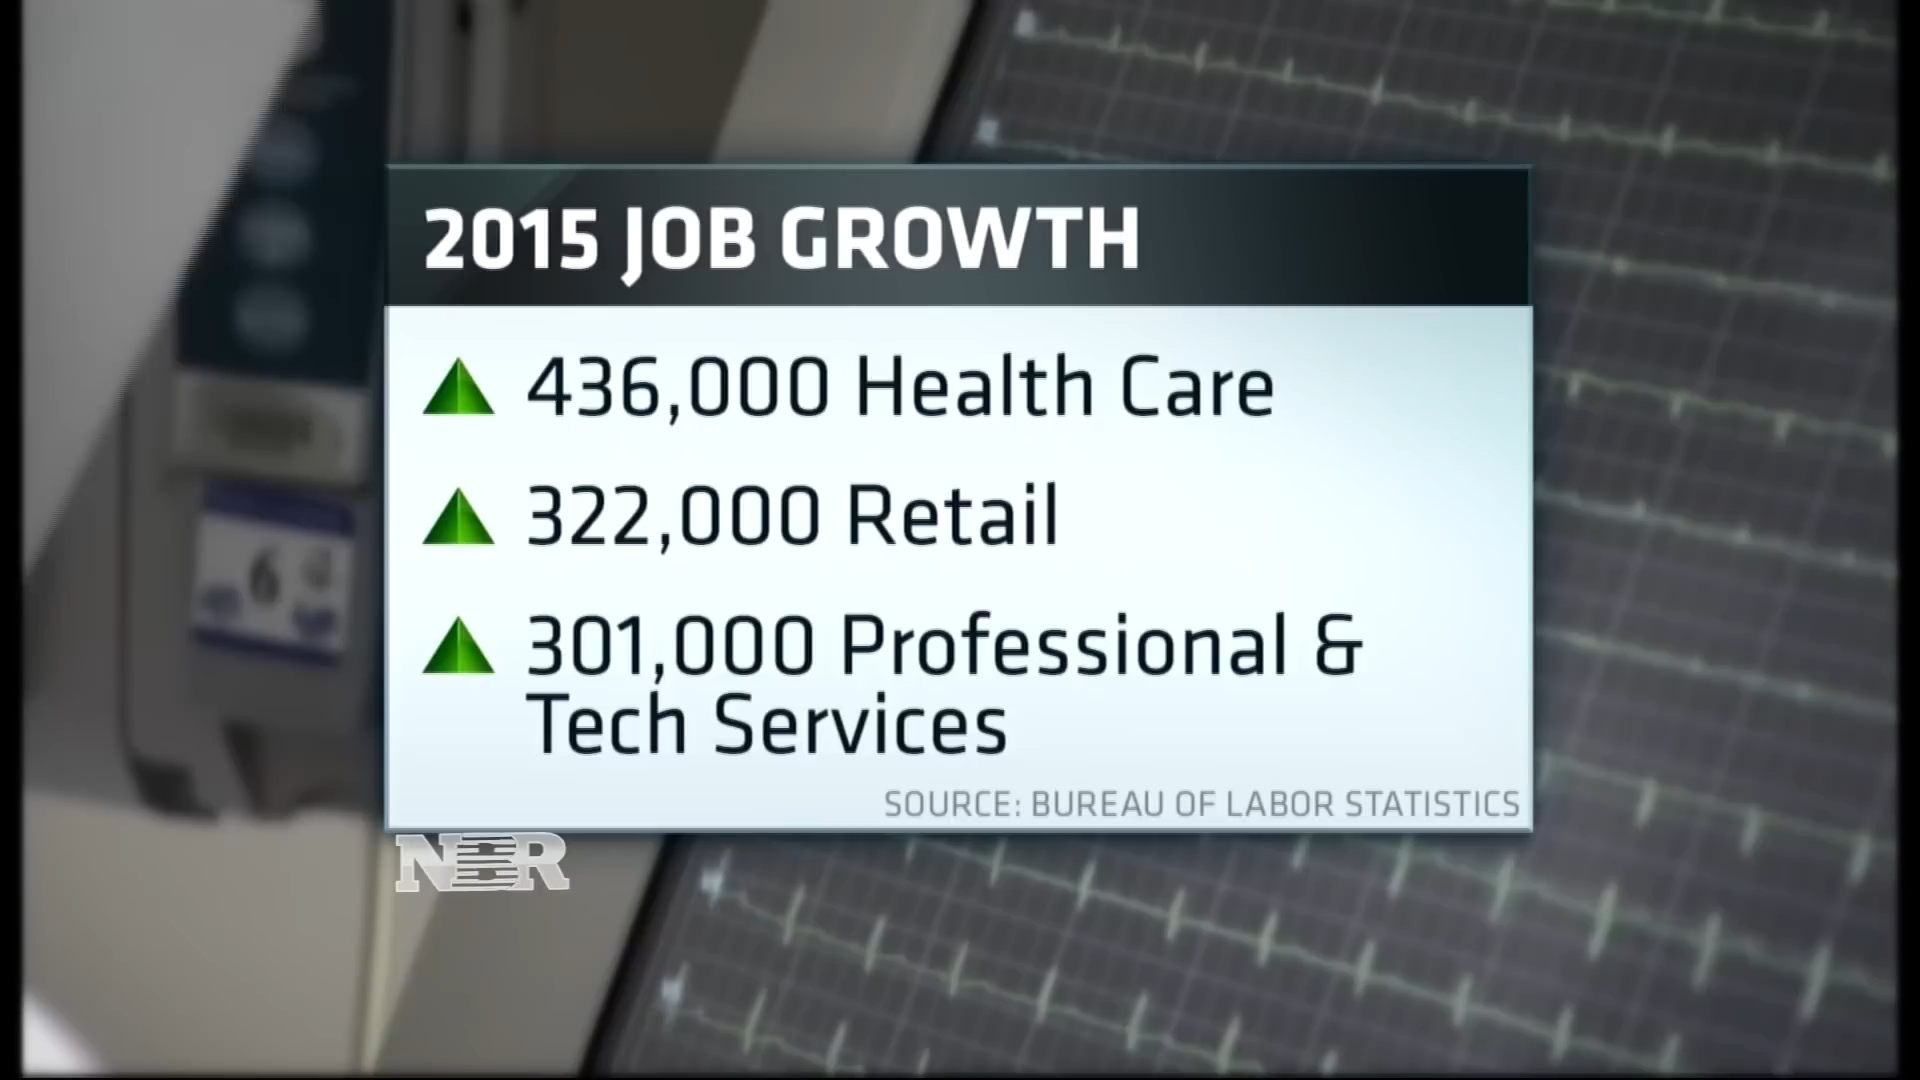 2015 JOB GROWTH
436,000 Health Care
322,000 Retail
301,000 Professional &
Tech Services
SOURCE: BUREAU OF LABOR STATISTICS
NBR
6